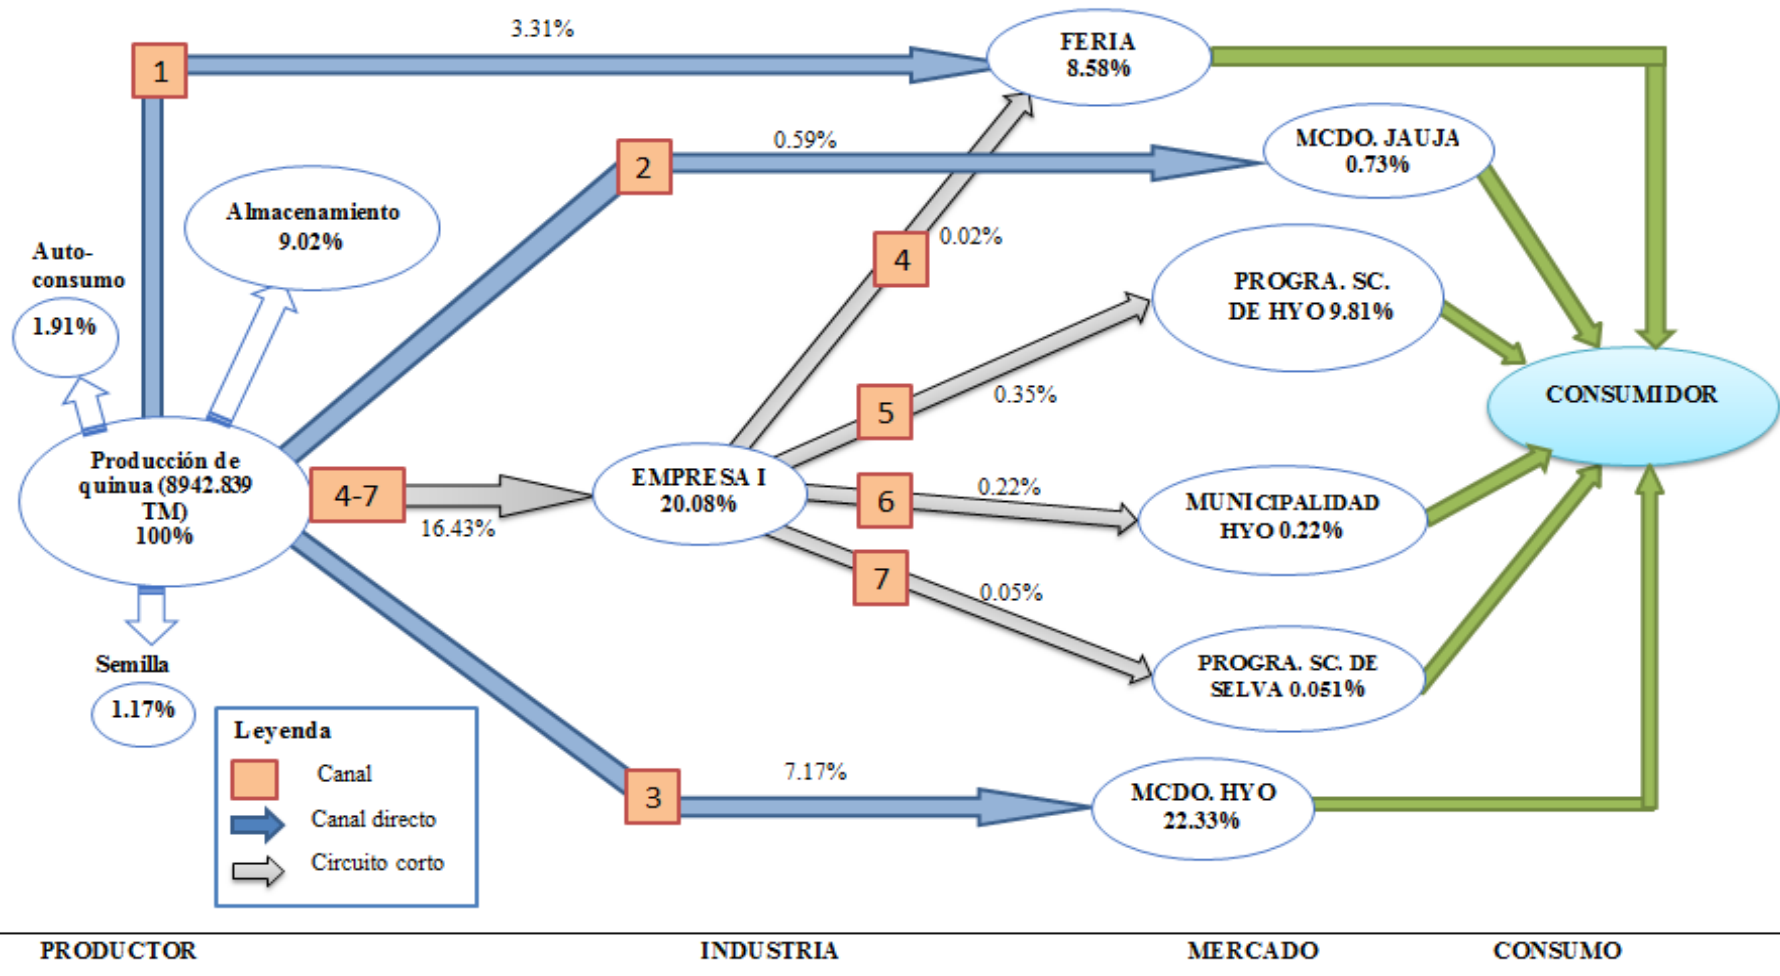 3.31%
1
FERIA
8.58%
0.59%
2
MCDO. JAUJA
0.73%
Almacenamiento
9.02%
4
0.02%
Auto-
consumo
1.91%
PROGRA. SC.
DE HYO 9.81%
5
0.35%
CONSUMIDOR
Producción de
quinua (8942.839
TM)
100%
4-7
16.43%
EMPRESA I
20.08%
6
0.22%
MUNICIPALIDAD
HYO 0.22%
7
0.05%
Semilla
1.17%
PROGRA. SC. DE
SELVA 0.051%
Leyenda
Canal
Canal directo
Circuito corto
3
7.17%
MCDO. HYO
22.33%
PRODUCTOR
INDUSTRIA
MERCADO
CONSUMO